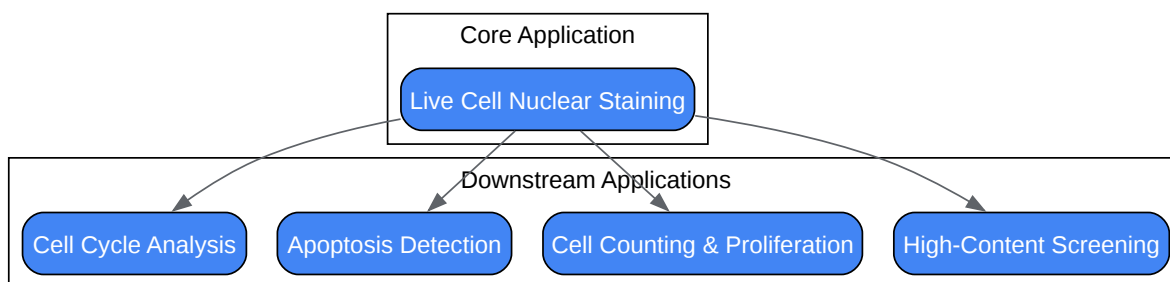 Core Application
Live Cell Nuclear Staining
Downstream Applications
Cell Cycle Analysis
Apoptosis Detection
Cell Counting & Proliferation
High-Content Screening